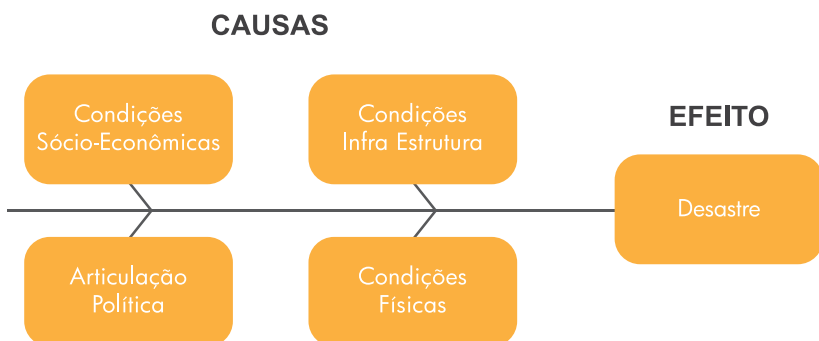 CAUSAS
Condições
Sócio-Econômicas
Condições
Infra Estrutura
EFEITO
Desastre
Articulação
Política
Condições
Físicas